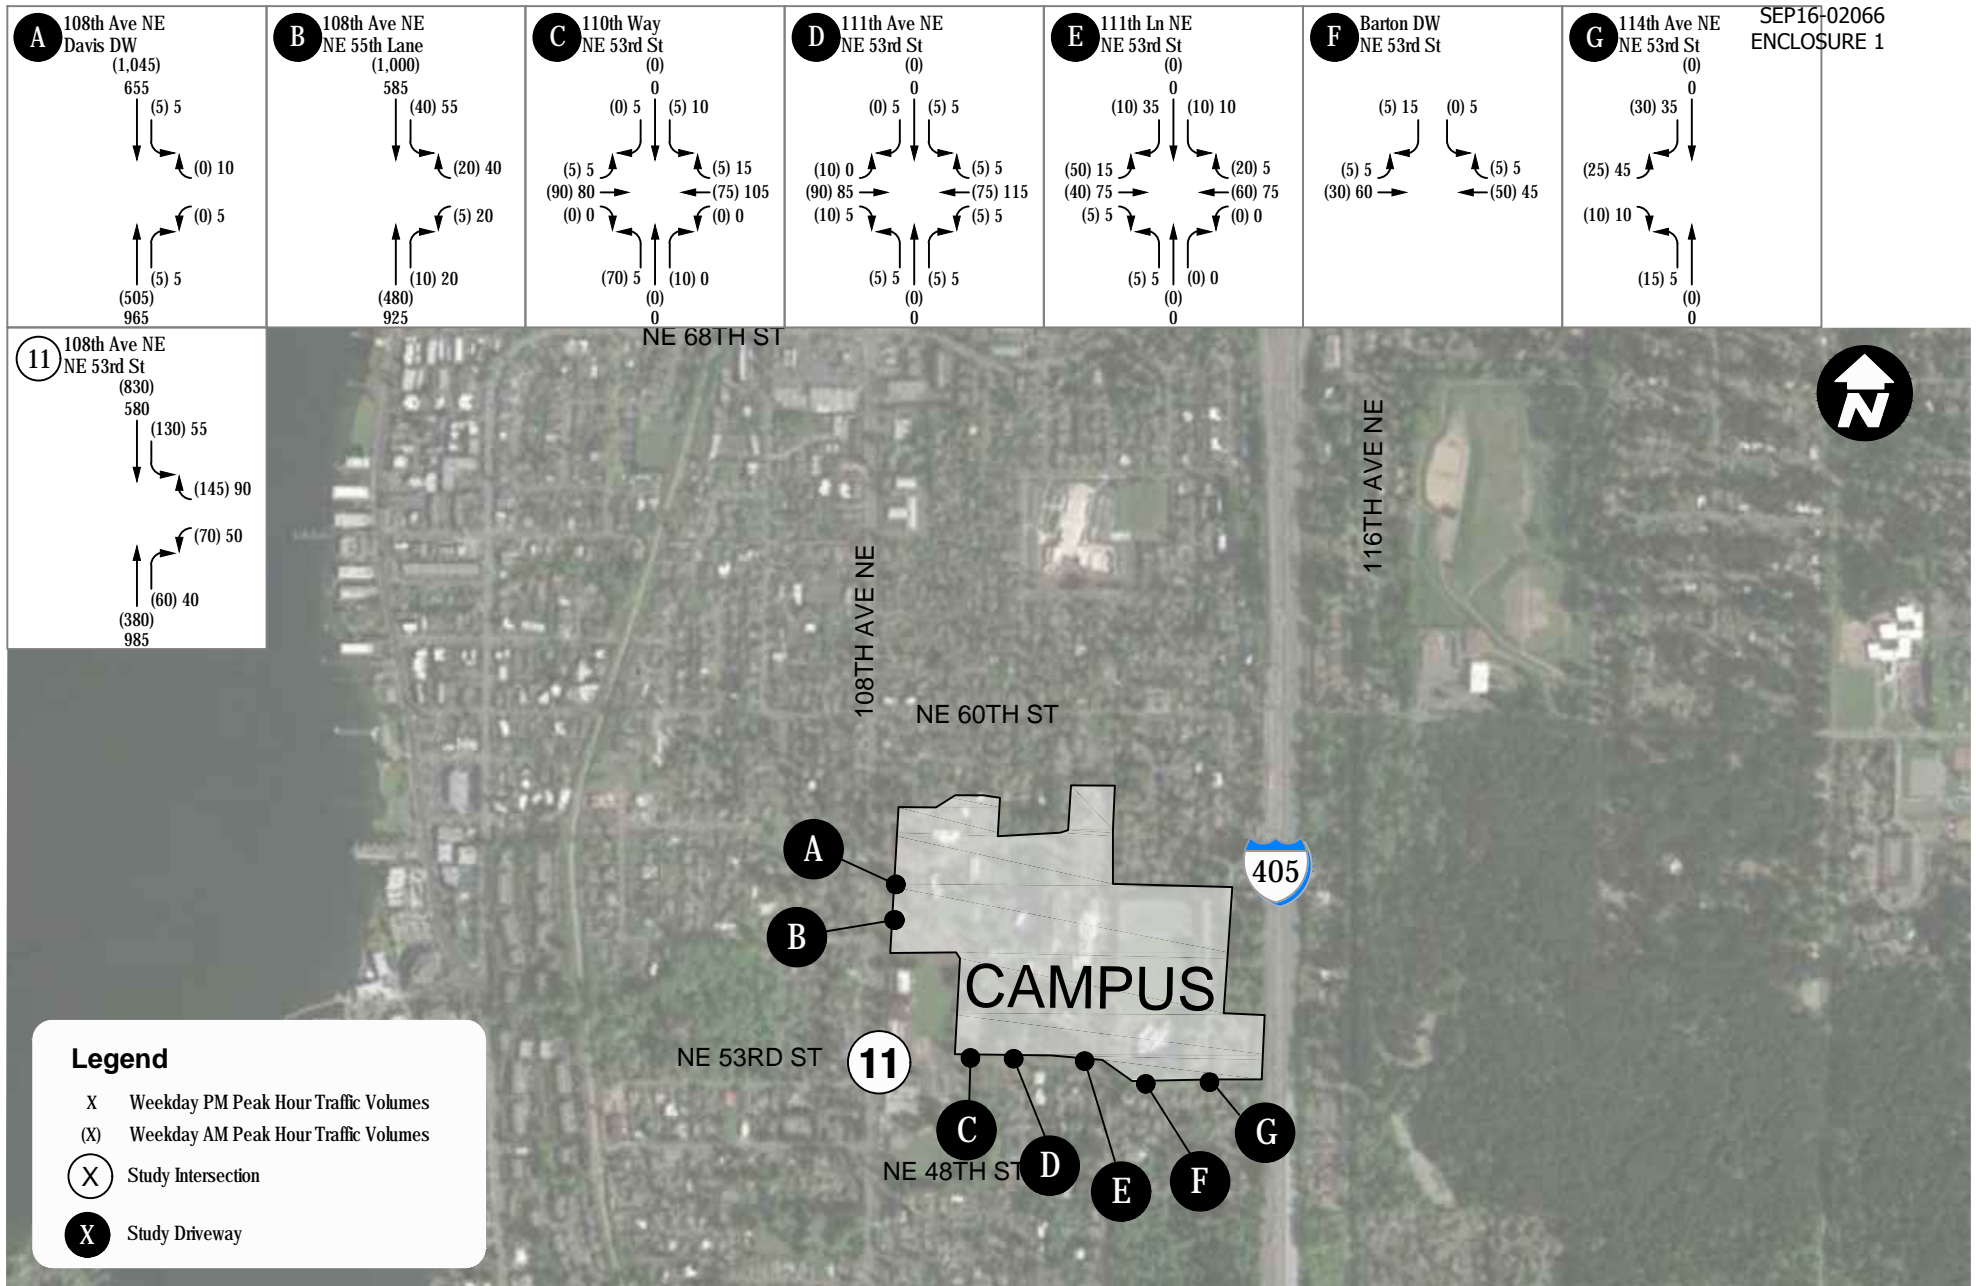 SEP16-02066
ENCLOSURE 1
A
108th Ave NE
Davis DW
(1,045)
655
(5) 5
(0) 10
(0) 5
(5) 5
(505)
965
B
108th Ave NE
NE 55th Lane
(1,000)
585
(40) 55
(20) 40
(5) 20
(10) 20
(480)
925
C
110th Way
NE 53rd St
(0)
0
(0) 5
(5) 10
(5) 5
(5) 15
(90) 80
(75) 105
(0) 0
(0) 0
(70) 5
(10) 0
(0)
0
D
111th Ave NE
NE 53rd St
(0)
0
(0) 5
(5) 5
(10) 0
(5) 5
(90) 85
(75) 115
(10) 5
(5) 5
(5) 5
(5) 5
(0)
0
E
111th Ln NE
NE 53rd St
(0)
0
(10) 35
(10) 10
(50) 15
(20) 5
(40) 75
(60) 75
(5) 5
(0) 0
(5) 5
(0) 0
(0)
0
F
Barton DW
NE 53rd St
(5) 15
(0) 5
(5) 5
(5) 5
(30) 60
(50) 45
G
114th Ave NE
NE 53rd St
(0)
0
(30) 35
(25) 45
(10) 10
(15) 5
(0)
0
11
108th Ave NE
NE 53rd St
(830)
580
(130) 55
(145) 90
(70) 50
(60) 40
(380)
985
NE 68TH ST
N
116TH AVE NE
108TH AVE NE
NE 60TH ST
A
405
B
CAMPUS
NE 53RD ST
11
C
D
E
F
G
NE 48TH ST
Legend
X Weekday PM Peak Hour Traffic Volumes
(X) Weekday AM Peak Hour Traffic Volumes
X Study Intersection
X Study Driveway